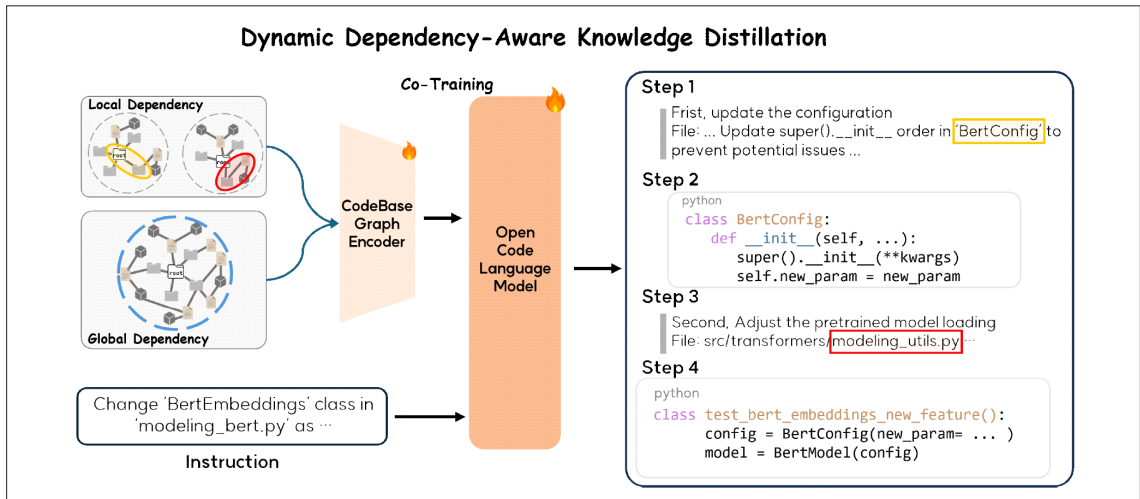 Dynamic Dependency-Aware Knowledge Distillation
Local Dependency
root
root
root
Global Dependency
CodeBase
Graph
Encoder
Co-Training
Open
Code
Language
Model
Change 'BertEmbeddings' class in
'modeling_bert.py' as ...
Instruction
Step 1
Frist, update the configuration
File: ... Update super().__init__ order in 'BertConfig' to
prevent potential issues ...
Step 2
python
class BertConfig:
def __init__(self, ...):
super().__init__(**kwargs)
self.new_param = new_param
Step 3
Second, Adjust the pretrained model loading
File: src/transformers/modeling_utils.py ...
Step 4
python
class test_bert_embeddings_new_feature():
config = BertConfig(new_param= ... )
model = BertModel(config)